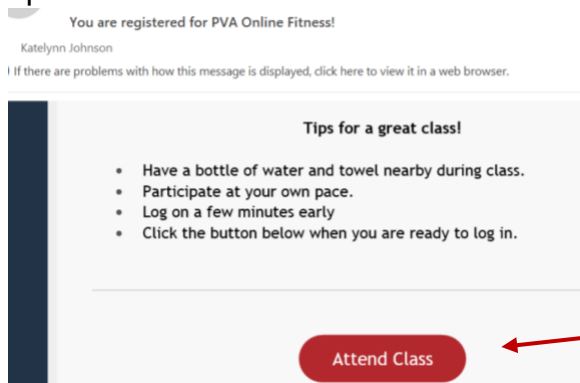 You are registered for PVA Online Fitness!
Katelynn Johnson
If there are problems with how this message is displayed, click here to view it in a web browser.
Tips for a great class!
• Have a bottle of water and towel nearby during class.
• Participate at your own pace.
• Log on a few minutes early
• Click the button below when you are ready to log in.
Attend Class